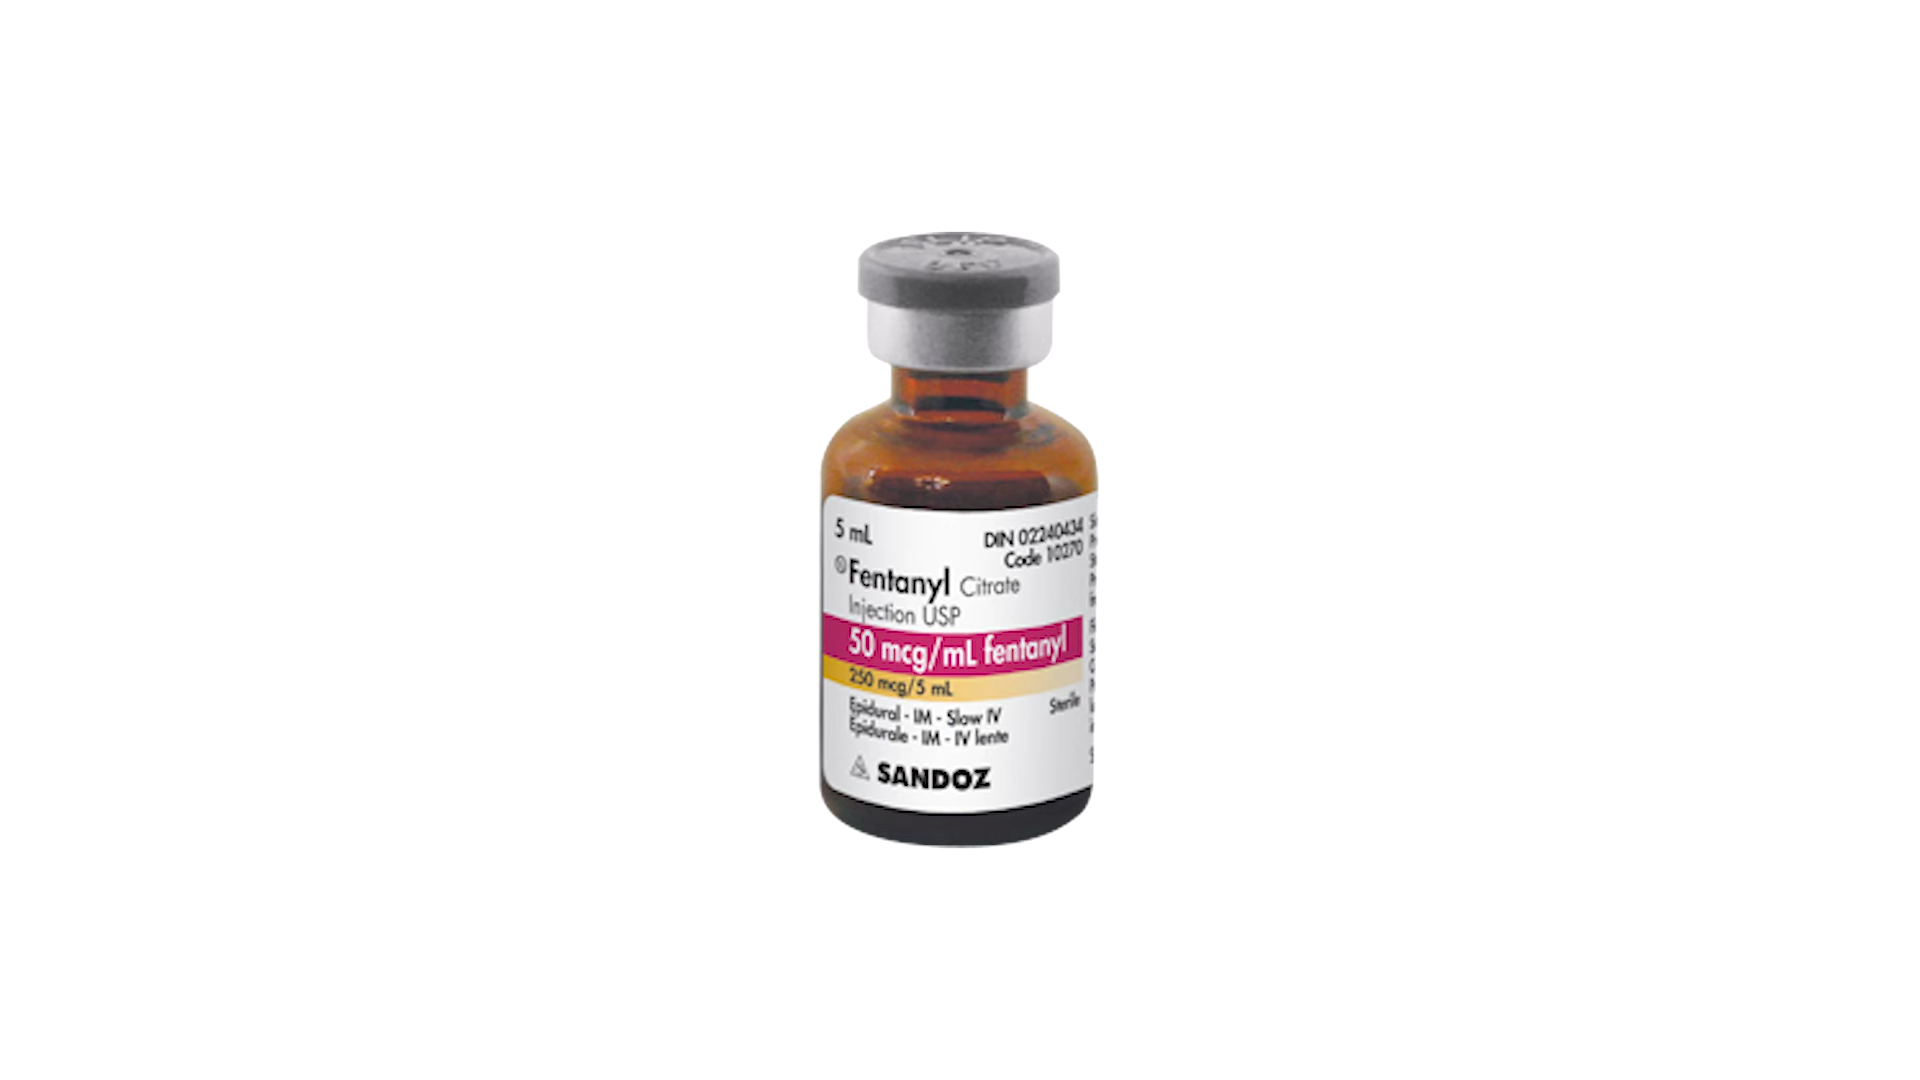 5 mL
DIN 02240434
Code 10270
Fentanyl Citrate
Injection USP
50 mcg/mL fentanyl
250 mcg/5 mL
Epidural - IM - Slow IV
Sterile
Épidurale - IM - IV lente
SANDOZ